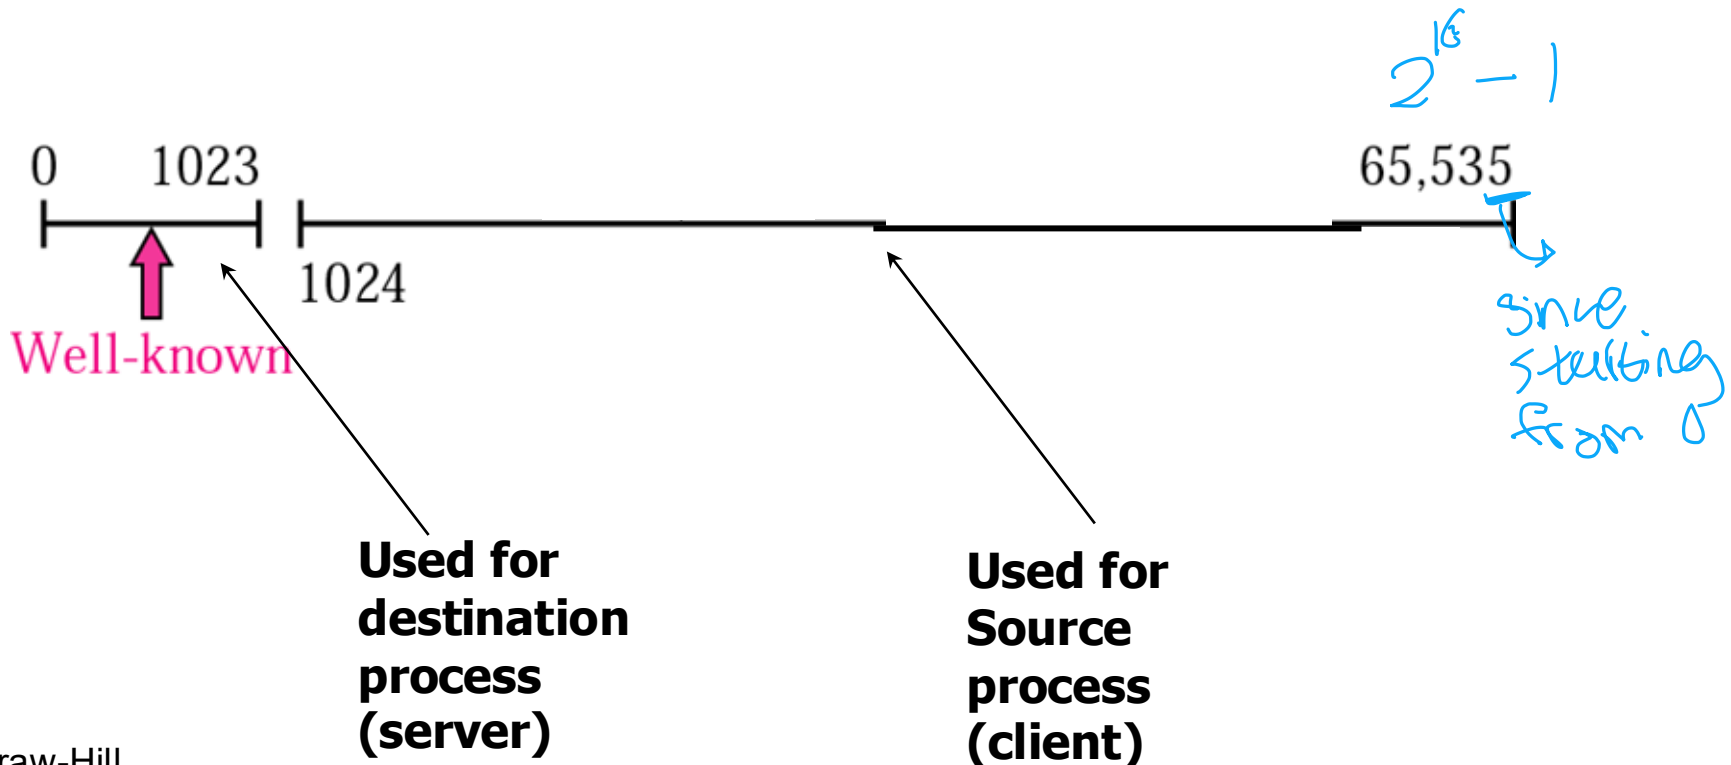 2^16 - 1
0 1023 65,535
1024
Well-known
since
starting
from 0
Used for
destination
process
(server)
Used for
Source
process
(client)
raw-Hill